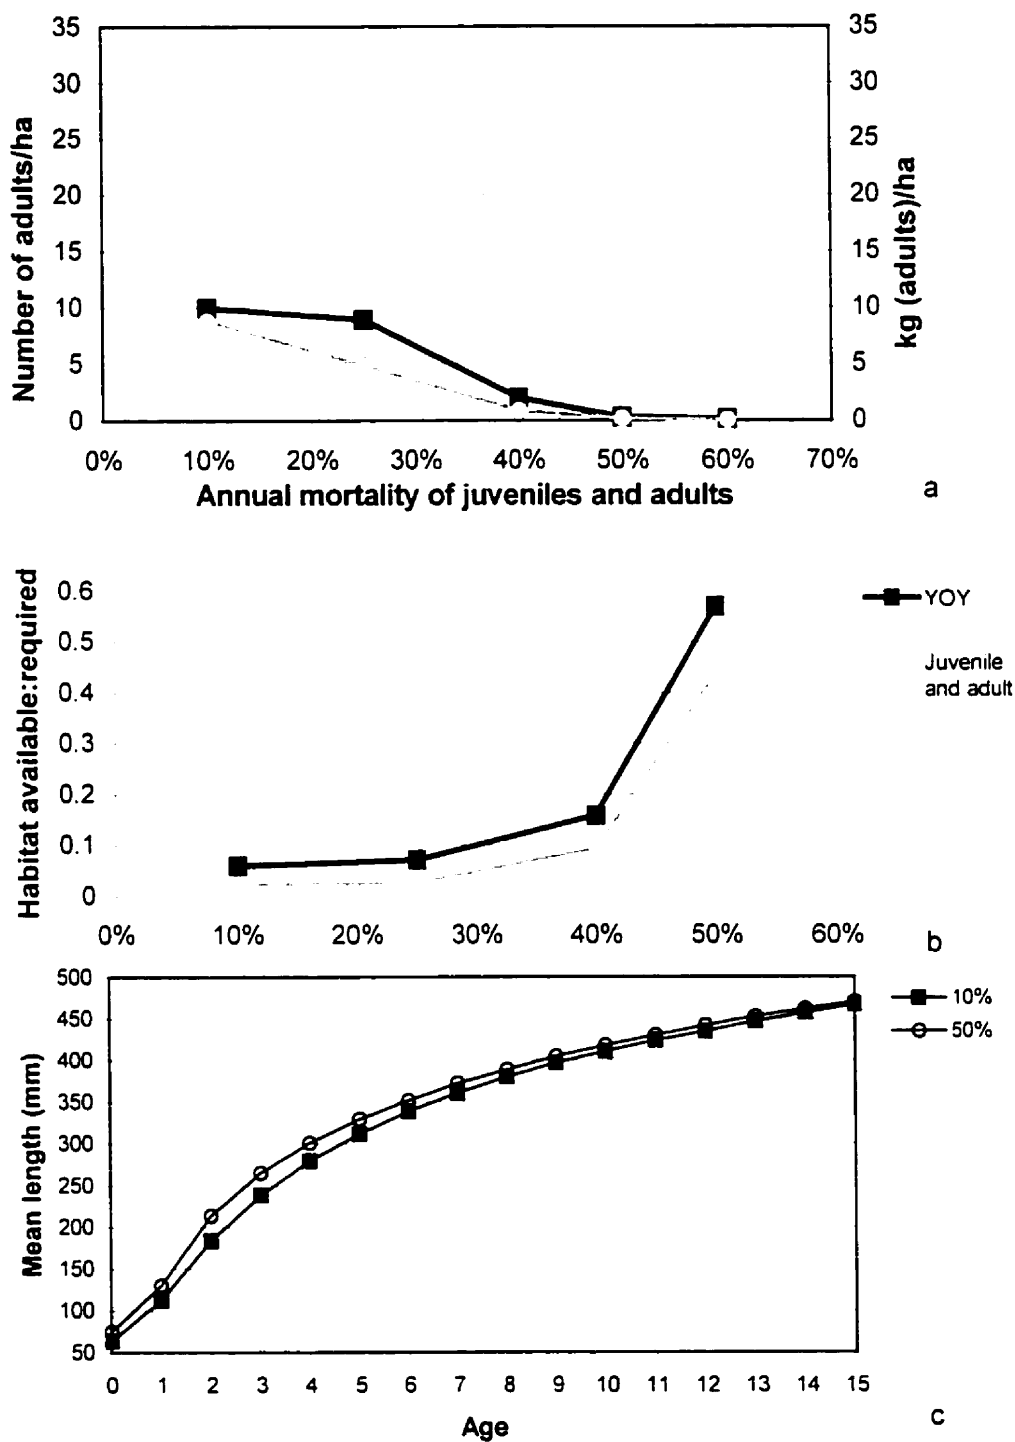 35
30
25
20
15
10
5
0
Number of adults/ha
35
30
25
20
15
10
5
0
kg (adults)/ha
0% 10% 20% 30% 40% 50% 60% 70%
Annual mortality of juveniles and adults
a
0.6
0.5
0.4
0.3
0.2
0.1
0
Habitat available:required
YOY
Juvenile
and adult
0% 10% 20% 30% 40% 50% 60%
b
500
450
400
350
300
250
200
150
100
50
Mean length (mm)
10%
50%
0 1 2 3 4 5 6 7 8 9 10 11 12 13 14 15
Age
c